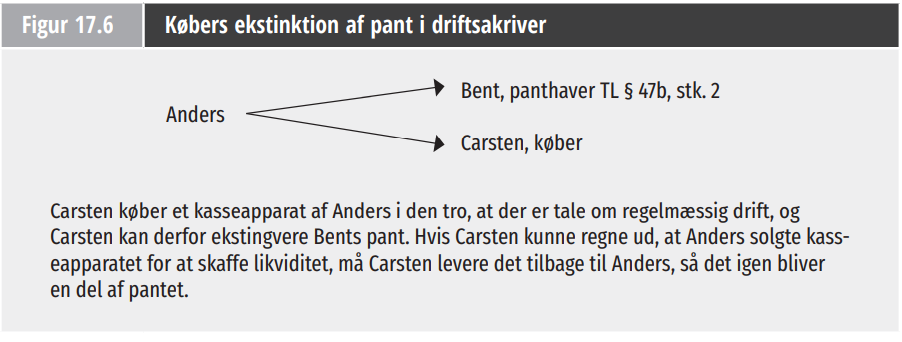 Figur 17.6
Købers ekstinktion af pant i driftsakriver
Bent, panthaver TL § 47b, stk. 2
Anders
Carsten, køber
Carsten køber et kasseapparat af Anders i den tro, at der er tale om regelmæssig drift, og
Carsten kan derfor ekstingvere Bents pant. Hvis Carsten kunne regne ud, at Anders solgte kass-
eapparatet for at skaffe likviditet, må Carsten levere det tilbage til Anders, så det igen bliver
en del af pantet.